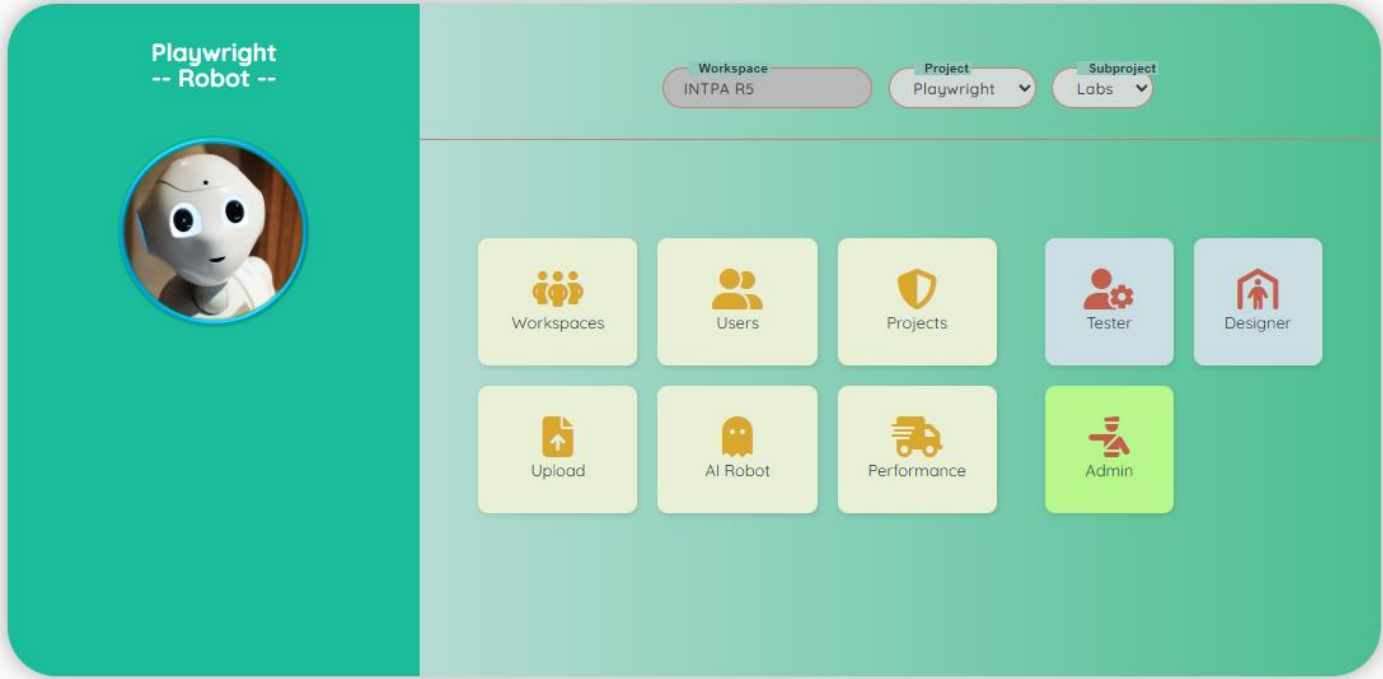 Playwright
-- Robot --
Workspace
INTPA R5
Project
Playwright
Subproject
Labs
Workspaces
Users
Projects
Tester
Designer
Upload
AI Robot
Performance
Admin